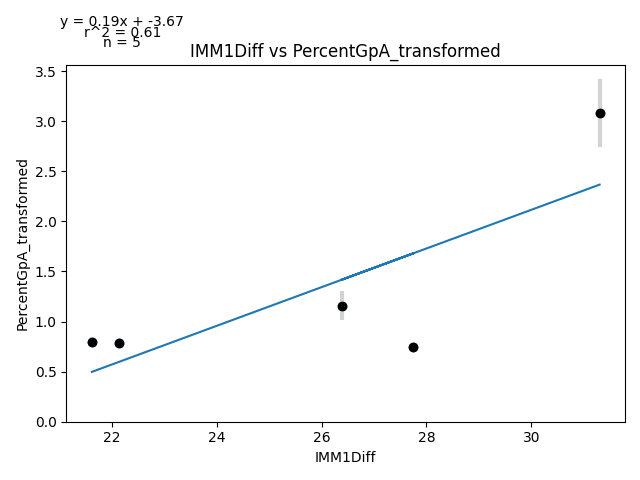 y = 0.19x + -3.67
r^2 = 0.61
n = 5
IMM1Diff vs PercentGpA_transformed
3.5
3.0
2.5
2.0
1.5
1.0
0.5
0.0
PercentGpA_transformed
22 24 26 28 30
IMM1Diff